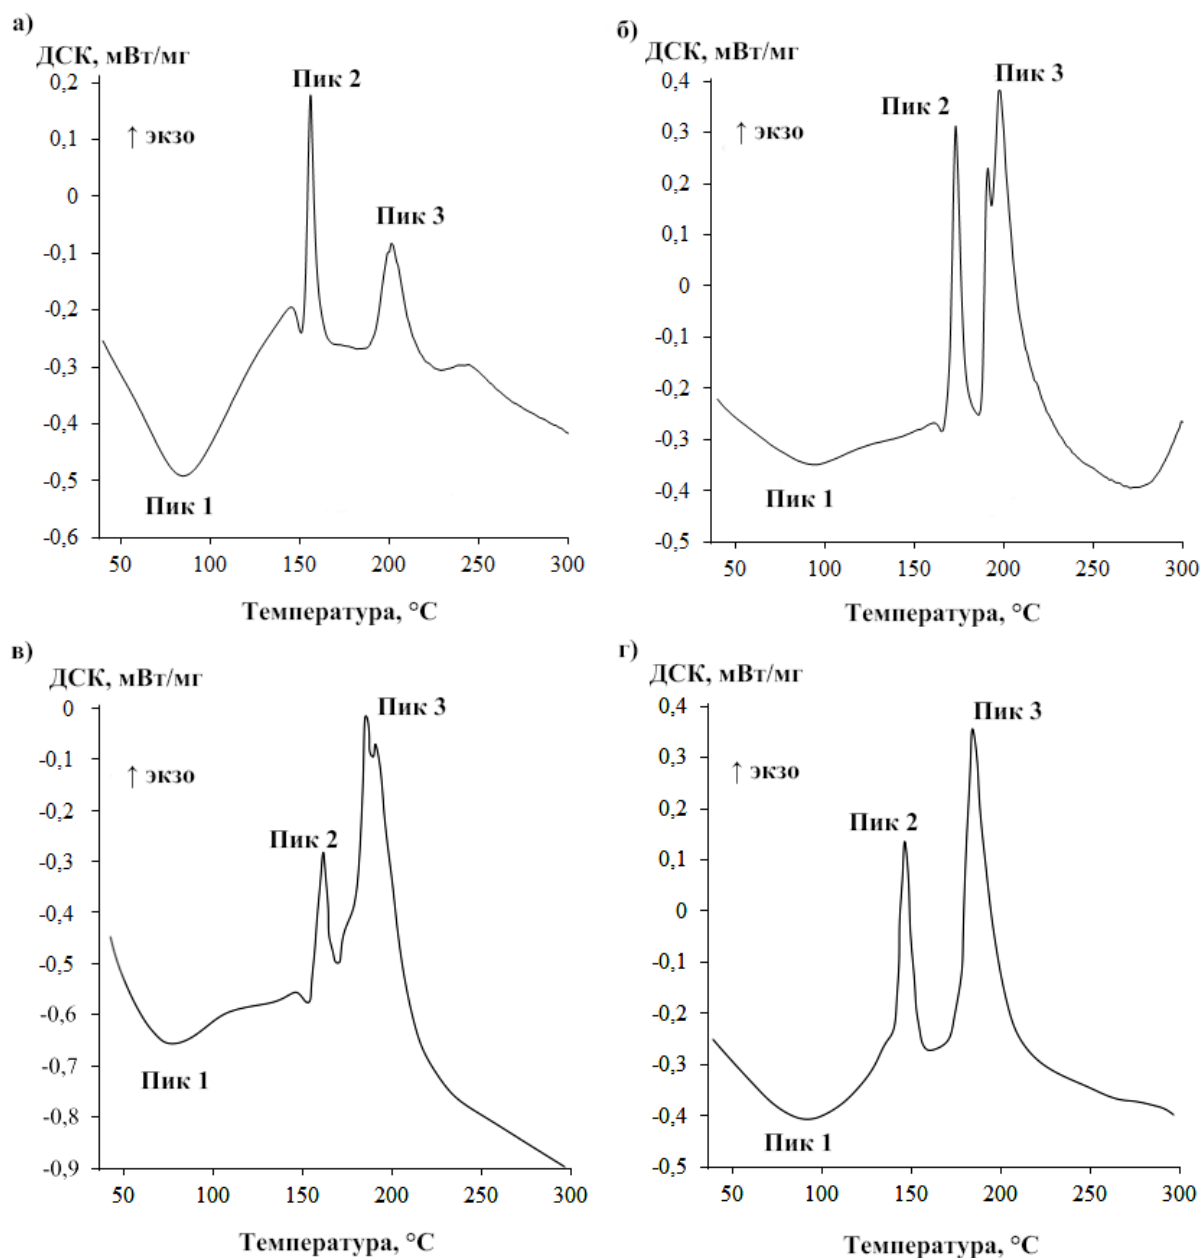 а)
ДСК, мВт/мг
0,2
0,1
0
-0,1
-0,2
-0,3
-0,4
-0,5
-0,6
↑ экзо
Пик 2
Пик 3
Пик 1
50 100 150 200 250 300
Температура, °C
б)
ДСК, мВт/мг
0,4
0,3
0,2
0,1
0
-0,1
-0,2
-0,3
-0,4
-0,5
↑ экзо
Пик 2
Пик 3
Пик 1
50 100 150 200 250 300
Температура, °C
в)
ДСК, мВт/мг
0
-0,1
-0,2
-0,3
-0,4
-0,5
-0,6
-0,7
-0,8
-0,9
↑ экзо
Пик 3
Пик 2
Пик 1
50 100 150 200 250 300
Температура, °C
г)
ДСК, мВт/мг
0,4
0,3
0,2
0,1
0
-0,1
-0,2
-0,3
-0,4
-0,5
↑ экзо
Пик 3
Пик 2
Пик 1
50 100 150 200 250 300
Температура, °C